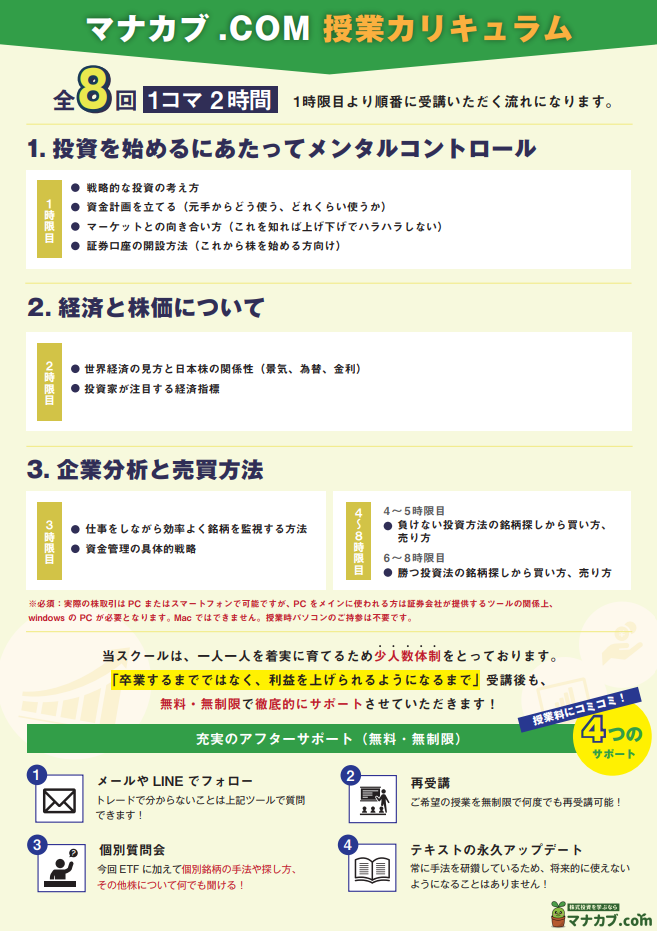 マナカブ.COM 授業カリキュラム
全8回 1コマ 2時間 1時限目より順番に受講いただく流れになります。
1. 投資を始めるにあたってメンタルコントロール
1時限目
● 戦略的な投資の考え方
● 資金計画を立てる（元手からどう使う、どれくらい使うか）
● マーケットとの向き合い方（これを知れば上げ下げでハラハラしない）
● 証券口座の開設方法（これから株を始める方向け）
2. 経済と株価について
2時限目
● 世界経済の見方と日本株の関係性（景気、為替、金利）
● 投資家が注目する経済指標
3. 企業分析と売買方法
3時限目
● 仕事をしながら効率よく銘柄を監視する方法
● 資金管理の具体的戦略
4〜8時限目
4〜5時限目
● 負けない投資方法の銘柄探しから買い方、
売り方
6〜8時限目
● 勝つ投資法の銘柄探しから買い方、売り方
※必須：実際の株取引は PC またはスマートフォンで可能ですが、PC をメインに使われる方は証券会社が提供するツールの関係上、
windows の PC が必要となります。Mac ではできません。授業時パソコンのご持参は不要です。
当スクールは、一人一人を着実に育てるため少人数体制をとっております。
「卒業するまでではなく、利益を上げられるようになるまで」受講後も、
無料・無制限で徹底的にサポートさせていただきます！
授業料にコミコミ！
4つの
サポート
充実のアフターサポート（無料・無制限）
1
メールや LINE でフォロー
トレードで分からないことは上記ツールで質問
できます！
2
再受講
ご希望の授業を無制限で何度でも再受講可能！
3
個別質問会
今回 ETF に加えて個別銘柄の手法や探し方、
その他株について何でも聞ける！
4
テキストの永久アップデート
常に手法を研鑽しているため、将来的に使えない
ようになることはありません！
株式投資を学ぶなら
マナカブ.com